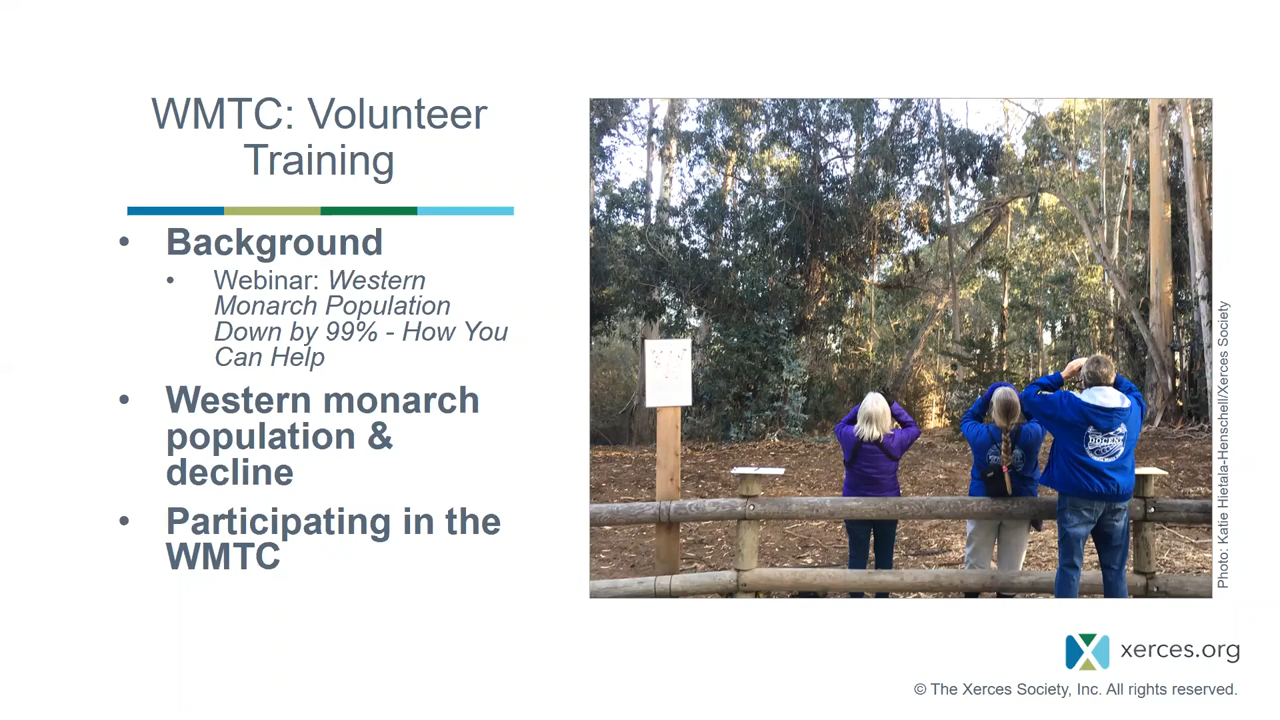 WMTC: Volunteer
Training
• Background
• Webinar: Western
Monarch Population
Down by 99% - How You
Can Help
• Western monarch
population &
decline
• Participating in the
WMTC
DOCENT
Photo: Katie Hietala-Henschell/Xerces Society
xerces.org
© The Xerces Society, Inc. All rights reserved.